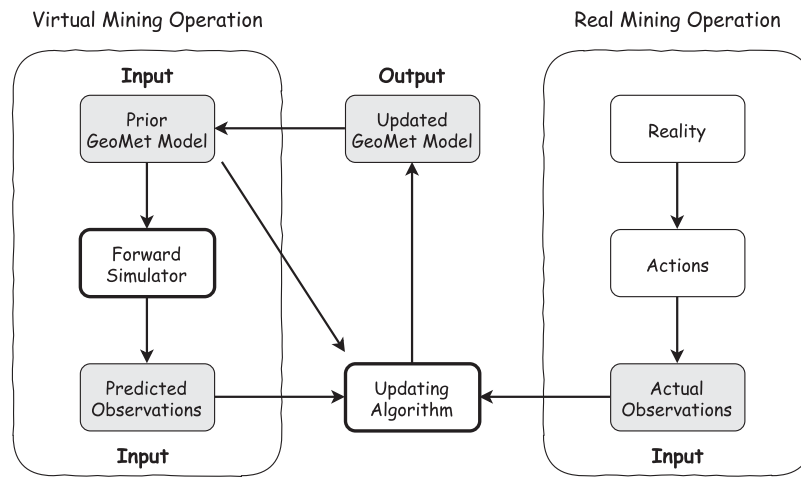 Virtual Mining Operation
Real Mining Operation
Input
Output
Prior
GeoMet Model
Updated
GeoMet Model
Reality
Forward
Simulator
Actions
Predicted
Observations
Updating
Algorithm
Actual
Observations
Input
Input